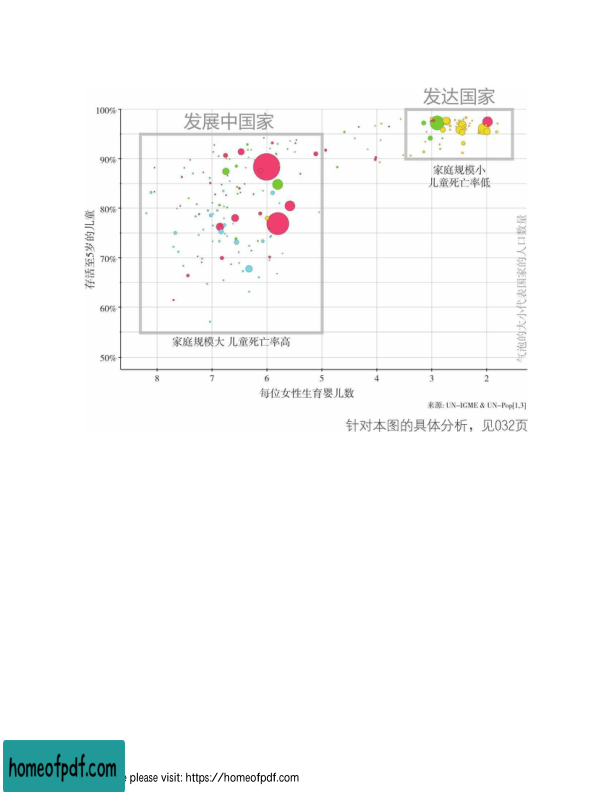 发达国家
发展中国家
100%
90%
80%
70%
60%
50%
存活至5岁的儿童
家庭规模小
儿童死亡率低
气泡的大小代表国家的人口数量
家庭规模大 儿童死亡率高
8 7 6 5 4 3 2
每位女性生育婴儿数
来源: UN-IGME & UN-Pop[1,3]
针对本图的具体分析，见032页
homeofpdf.com
please visit: https://homeofpdf.com